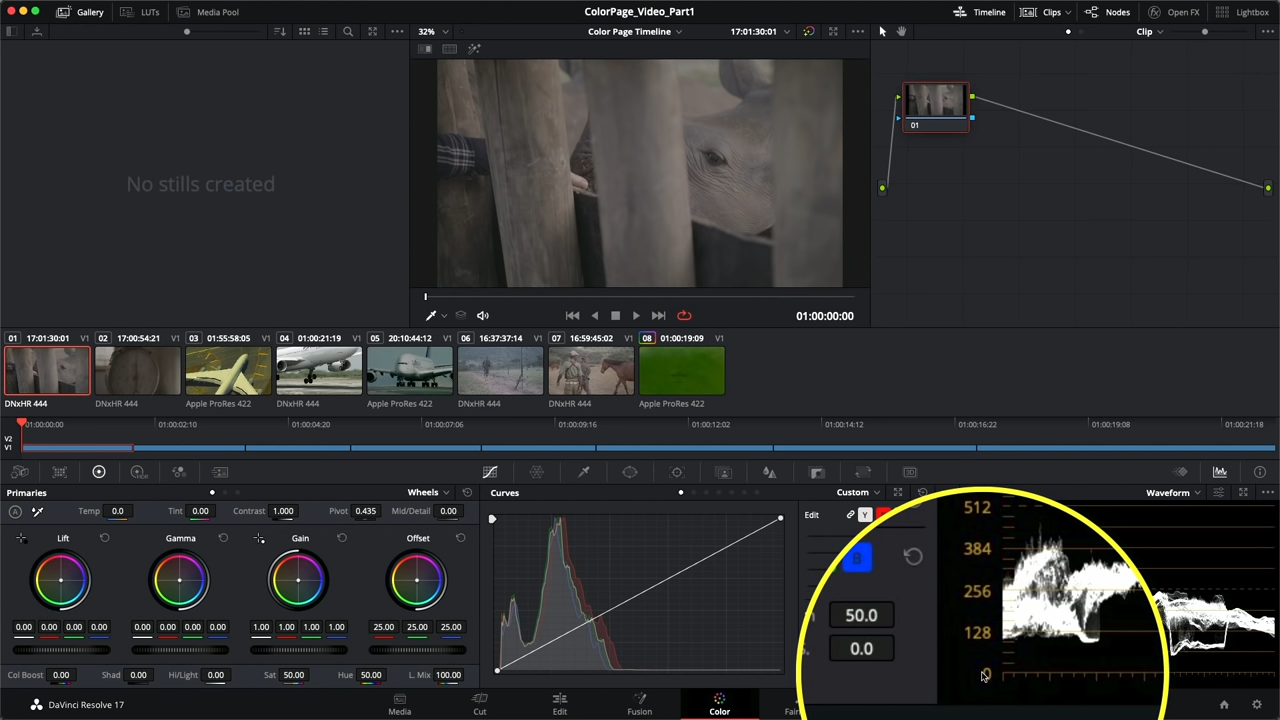 Gallery LUTs Media Pool ColorPage_Video_Part1 Timeline Clips Nodes Open FX Lightbox
32% Color Page Timeline 17:01:30:01 Clip
No stills created
01
01:00:00:00
01 17:01:30:01 V1 02 17:00:54:21 V1 03 01:55:58:05 V1 04 01:00:21:19 V1 05 20:10:44:12 V1 06 16:37:37:14 V1 07 16:59:45:02 V1 08 01:00:19:09 V1
DNxHR 444 DNxHR 444 Apple ProRes 422 DNxHR 444 Apple ProRes 422 DNxHR 444 DNxHR 444 Apple ProRes 422
01:00:00:00 01:00:02:10 01:00:04:20 01:00:07:06 01:00:09:16 01:00:12:02 01:00:14:12 01:00:16:22 01:00:19:08 01:00:21:18
V2
V1
Primaries Wheels Curves Custom Waveform
Temp 0.0 Tint 0.00 Contrast 1.000 Pivot 0.435 Mid/Detail 0.00 Edit Y
Lift Gamma Gain Offset
0.00 0.00 0.00 0.00 0.00 0.00 0.00 0.00 1.00 1.00 1.00 1.00 25.00 25.00 25.00
Col Boost 0.00 Shad 0.00 Hi/Light 0.00 Sat 50.00 Hue 50.00 L. Mix 100.00
B
50.0
0.0
512
384
256
128
0
DaVinci Resolve 17 Media Cut Edit Fusion Color